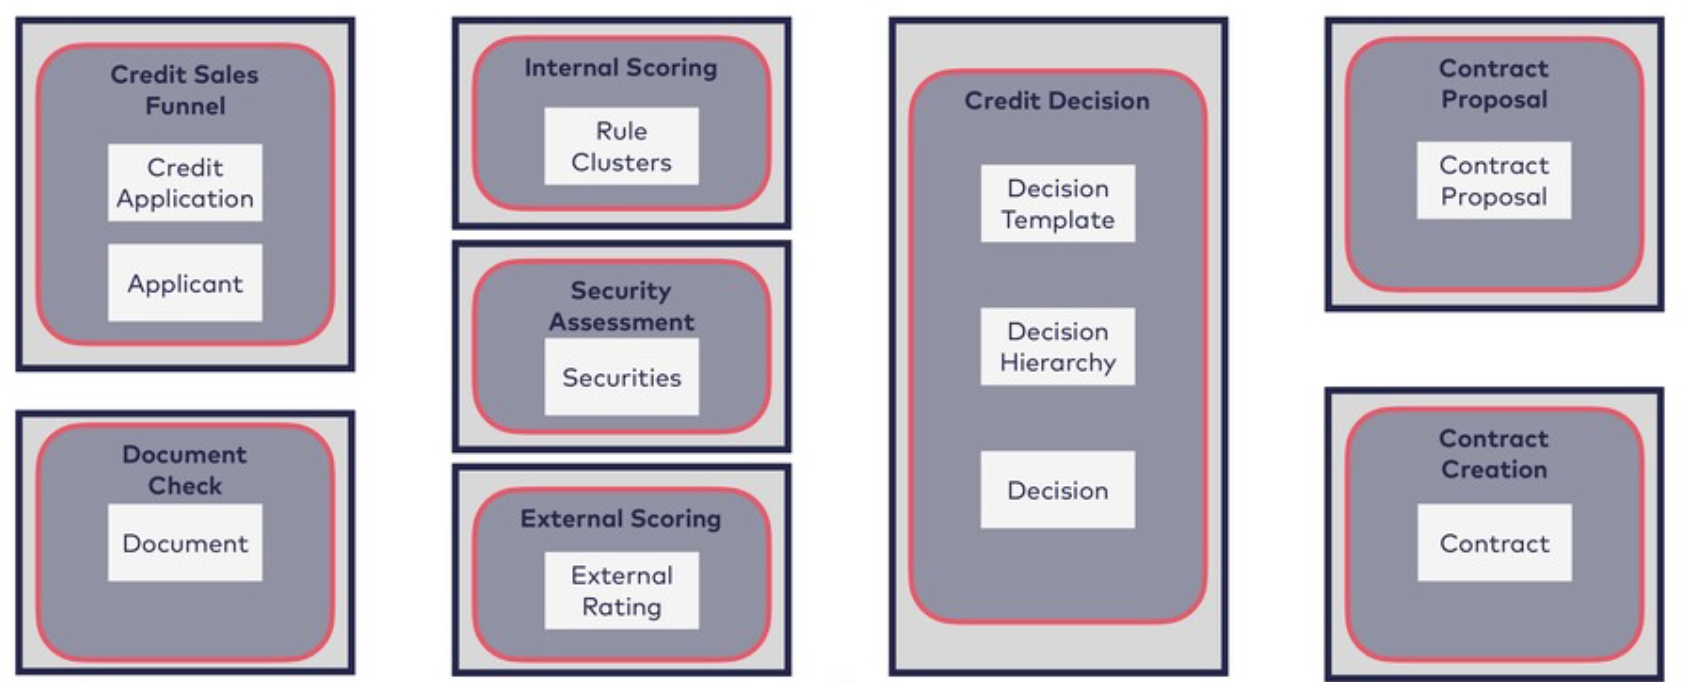 Credit Sales
Funnel
Credit
Application
Applicant
Document
Check
Document
Internal Scoring
Rule
Clusters
Security
Assessment
Securities
External Scoring
External
Rating
Credit Decision
Decision
Template
Decision
Hierarchy
Decision
Contract
Proposal
Contract
Proposal
Contract
Creation
Contract